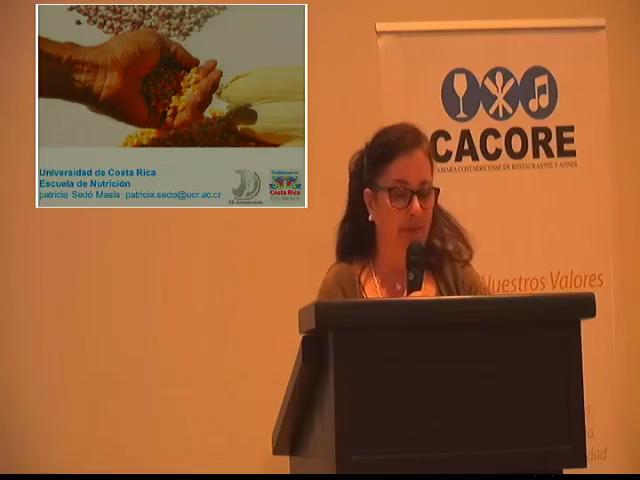 Universidad de Costa Rica
Escuela de Nutrición
patricia Sedó Masís patricia.sedo@ucr.ac.cr
Costa Rica
CACORE
CÁMARA COSTARRICENSE DE RESTAURANTES Y AFINES
Nuestros Valores